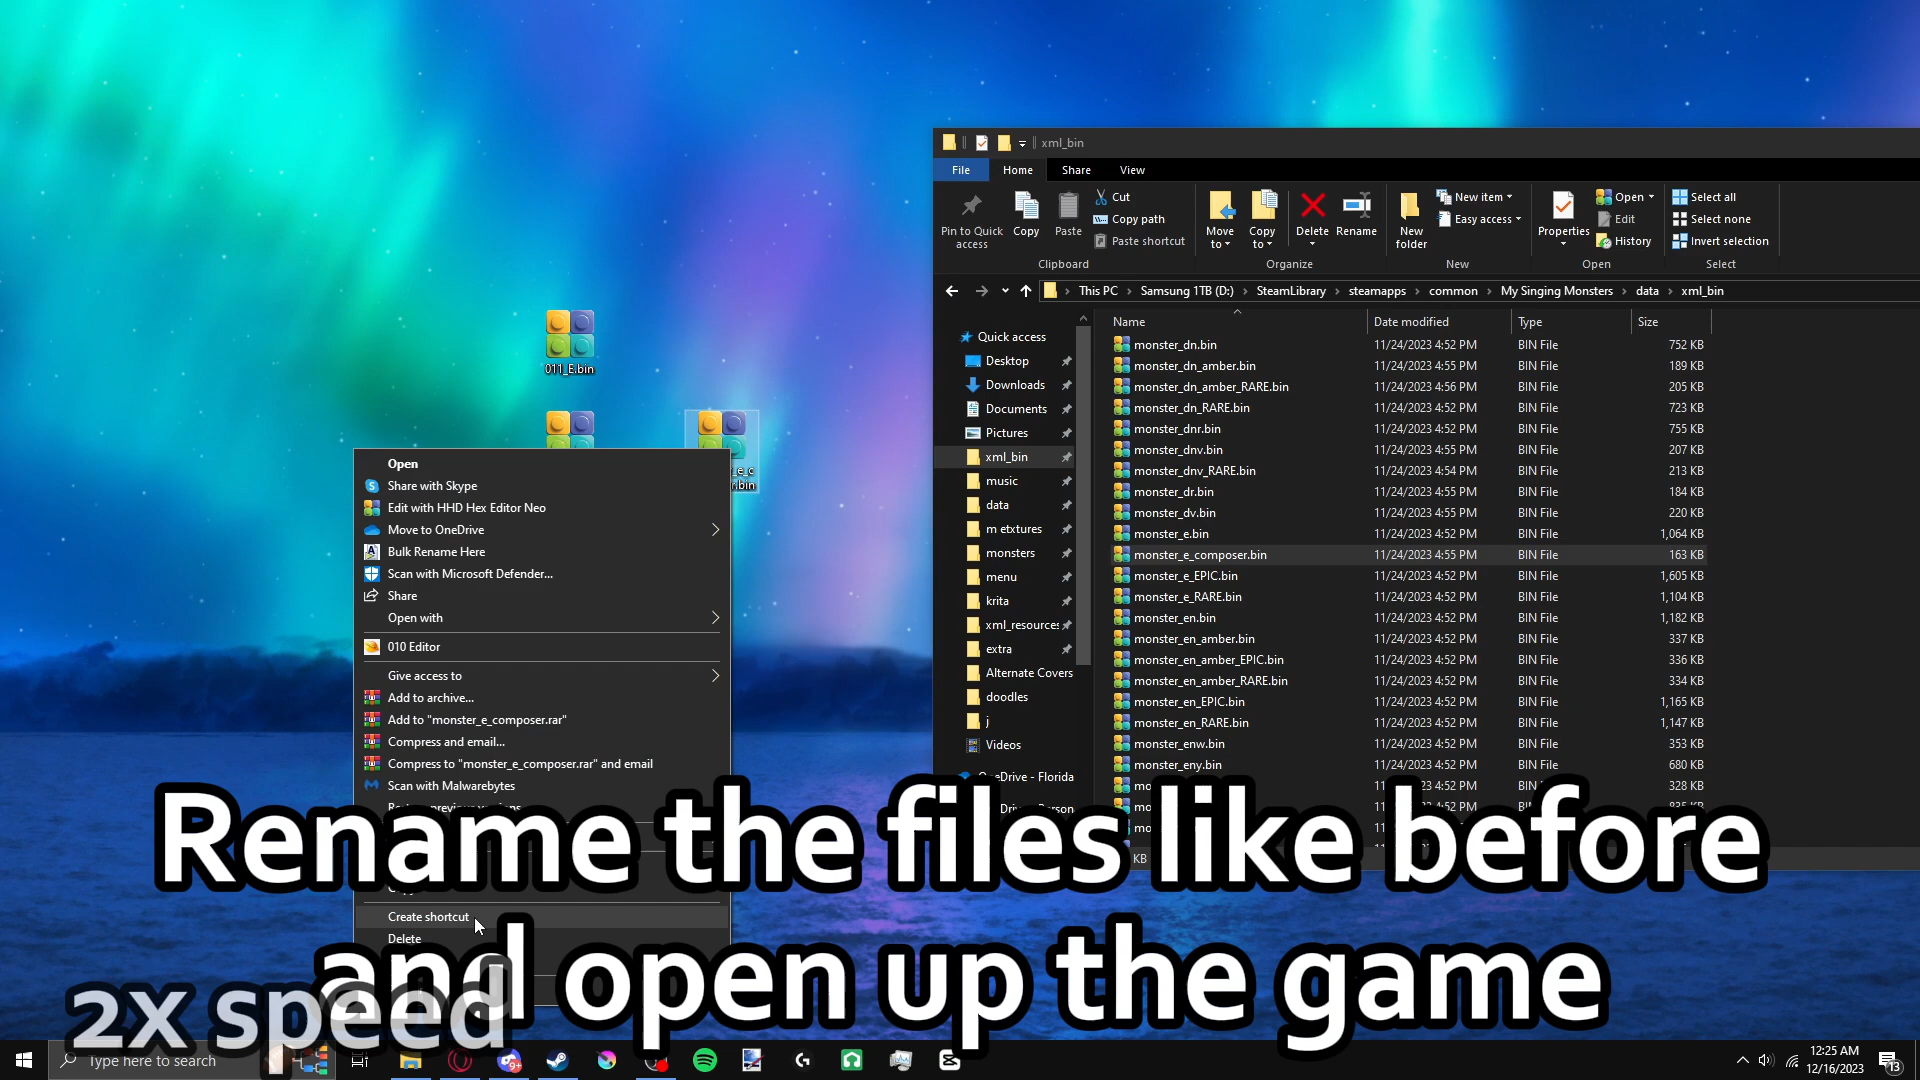 xml_bin
File
Home
Share
View
Pin to Quick access
Copy
Paste
Cut
Copy path
Paste shortcut
Move to
Copy to
Delete
Rename
New folder
New item
Easy access
Properties
Open
Edit
History
Select all
Select none
Invert selection
Clipboard
Organize
New
Open
Select
This PC
Samsung 1TB (D:)
SteamLibrary
steamapps
common
My Singing Monsters
data
xml_bin
Name
Date modified
Type
Size
Quick access
Desktop
Downloads
Documents
Pictures
xml_bin
music
data
m etxtures
monsters
menu
krita
xml_resources
extra
Alternate Covers
doodles
j
Videos
OneDrive - Florida
monster_dn.bin 11/24/2023 4:52 PM BIN File 752 KB
monster_dn_amber.bin 11/24/2023 4:55 PM BIN File 189 KB
monster_dn_amber_RARE.bin 11/24/2023 4:56 PM BIN File 205 KB
monster_dn_RARE.bin 11/24/2023 4:52 PM BIN File 723 KB
monster_dnr.bin 11/24/2023 4:52 PM BIN File 755 KB
monster_dnv.bin 11/24/2023 4:55 PM BIN File 207 KB
monster_dnv_RARE.bin 11/24/2023 4:54 PM BIN File 213 KB
monster_dr.bin 11/24/2023 4:55 PM BIN File 184 KB
monster_dv.bin 11/24/2023 4:55 PM BIN File 220 KB
monster_e.bin 11/24/2023 4:52 PM BIN File 1,064 KB
monster_e_composer.bin 11/24/2023 4:55 PM BIN File 163 KB
monster_e_EPIC.bin 11/24/2023 4:52 PM BIN File 1,605 KB
monster_e_RARE.bin 11/24/2023 4:52 PM BIN File 1,104 KB
monster_en.bin 11/24/2023 4:52 PM BIN File 1,182 KB
monster_en_amber.bin 11/24/2023 4:52 PM BIN File 337 KB
monster_en_amber_EPIC.bin 11/24/2023 4:52 PM BIN File 336 KB
monster_en_amber_RARE.bin 11/24/2023 4:52 PM BIN File 334 KB
monster_en_EPIC.bin 11/24/2023 4:52 PM BIN File 1,165 KB
monster_en_RARE.bin 11/24/2023 4:52 PM BIN File 1,147 KB
monster_enw.bin 11/24/2023 4:52 PM BIN File 353 KB
monster_eny.bin 11/24/2023 4:52 PM BIN File 680 KB
328 KB
KB
011_E.bin
Open
Share with Skype
Edit with HHD Hex Editor Neo
Move to OneDrive
Bulk Rename Here
Scan with Microsoft Defender...
Share
Open with
010 Editor
Give access to
Add to archive...
Add to "monster_e_composer.rar"
Compress and email...
Compress to "monster_e_composer.rar" and email
Scan with Malwarebytes
Create shortcut
Delete
Rename the files like before
and open up the game
2x speed
Type here to search
9+
12:25 AM
12/16/2023
13